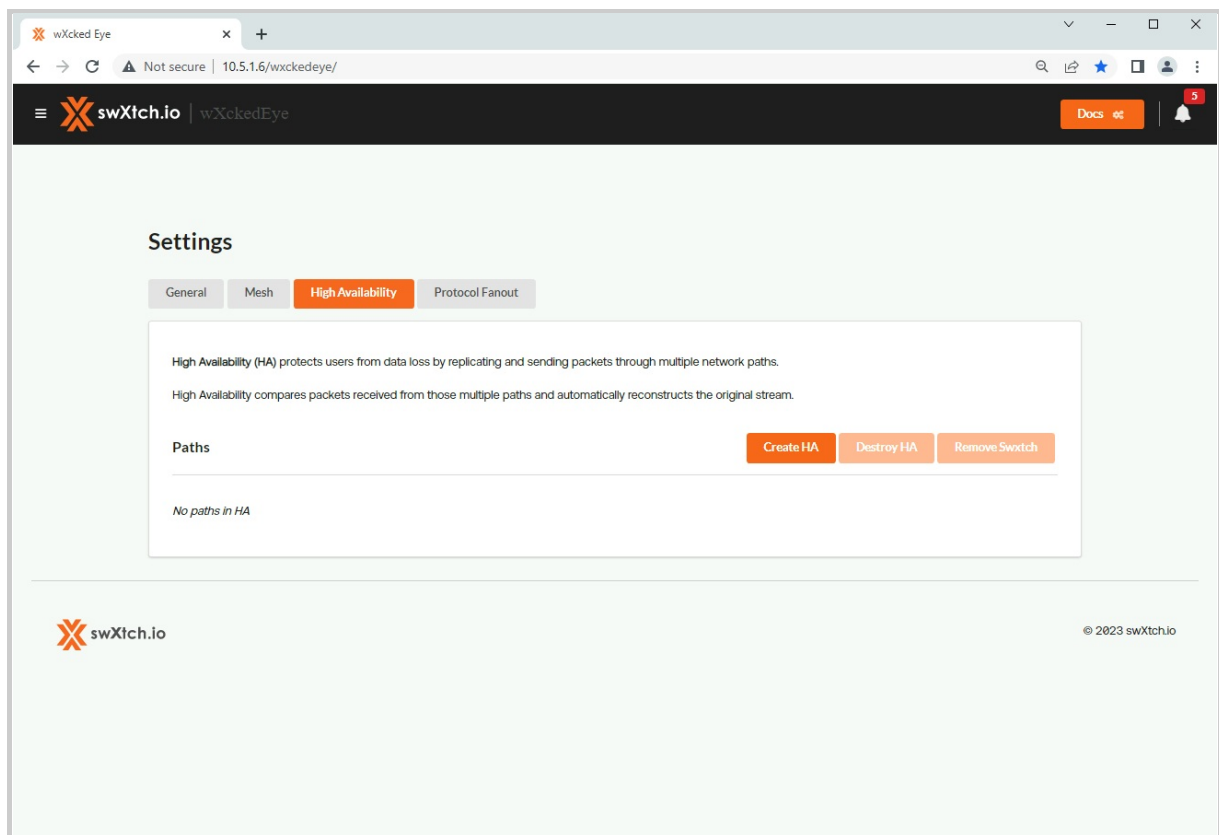 wXcked Eye
Not secure | 10.5.1.6/wxckedeye/
swXtch.io | wXckedEye
Docs
5
Settings
General
Mesh
High Availability
Protocol Fanout
High Availability (HA) protects users from data loss by replicating and sending packets through multiple network paths.
High Availability compares packets received from those multiple paths and automatically reconstructs the original stream.
Paths
Create HA
Destroy HA
Remove Swxtch
No paths in HA
swXtch.io
© 2023 swXtch.io